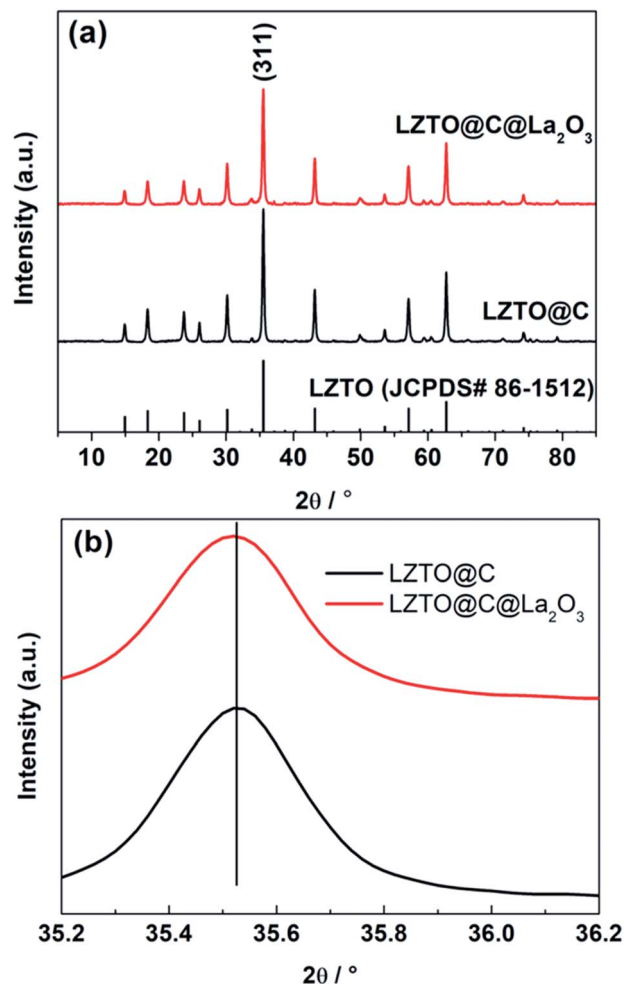 (a)
(311)
LZTO@C@La₂O₃
LZTO@C
LZTO (JCPDS# 86-1512)
Intensity (a.u.)
10 20 30 40 50 60 70 80
2θ / °
(b)
LZTO@C
LZTO@C@La₂O₃
Intensity (a.u.)
35.2 35.4 35.6 35.8 36.0 36.2
2θ / °